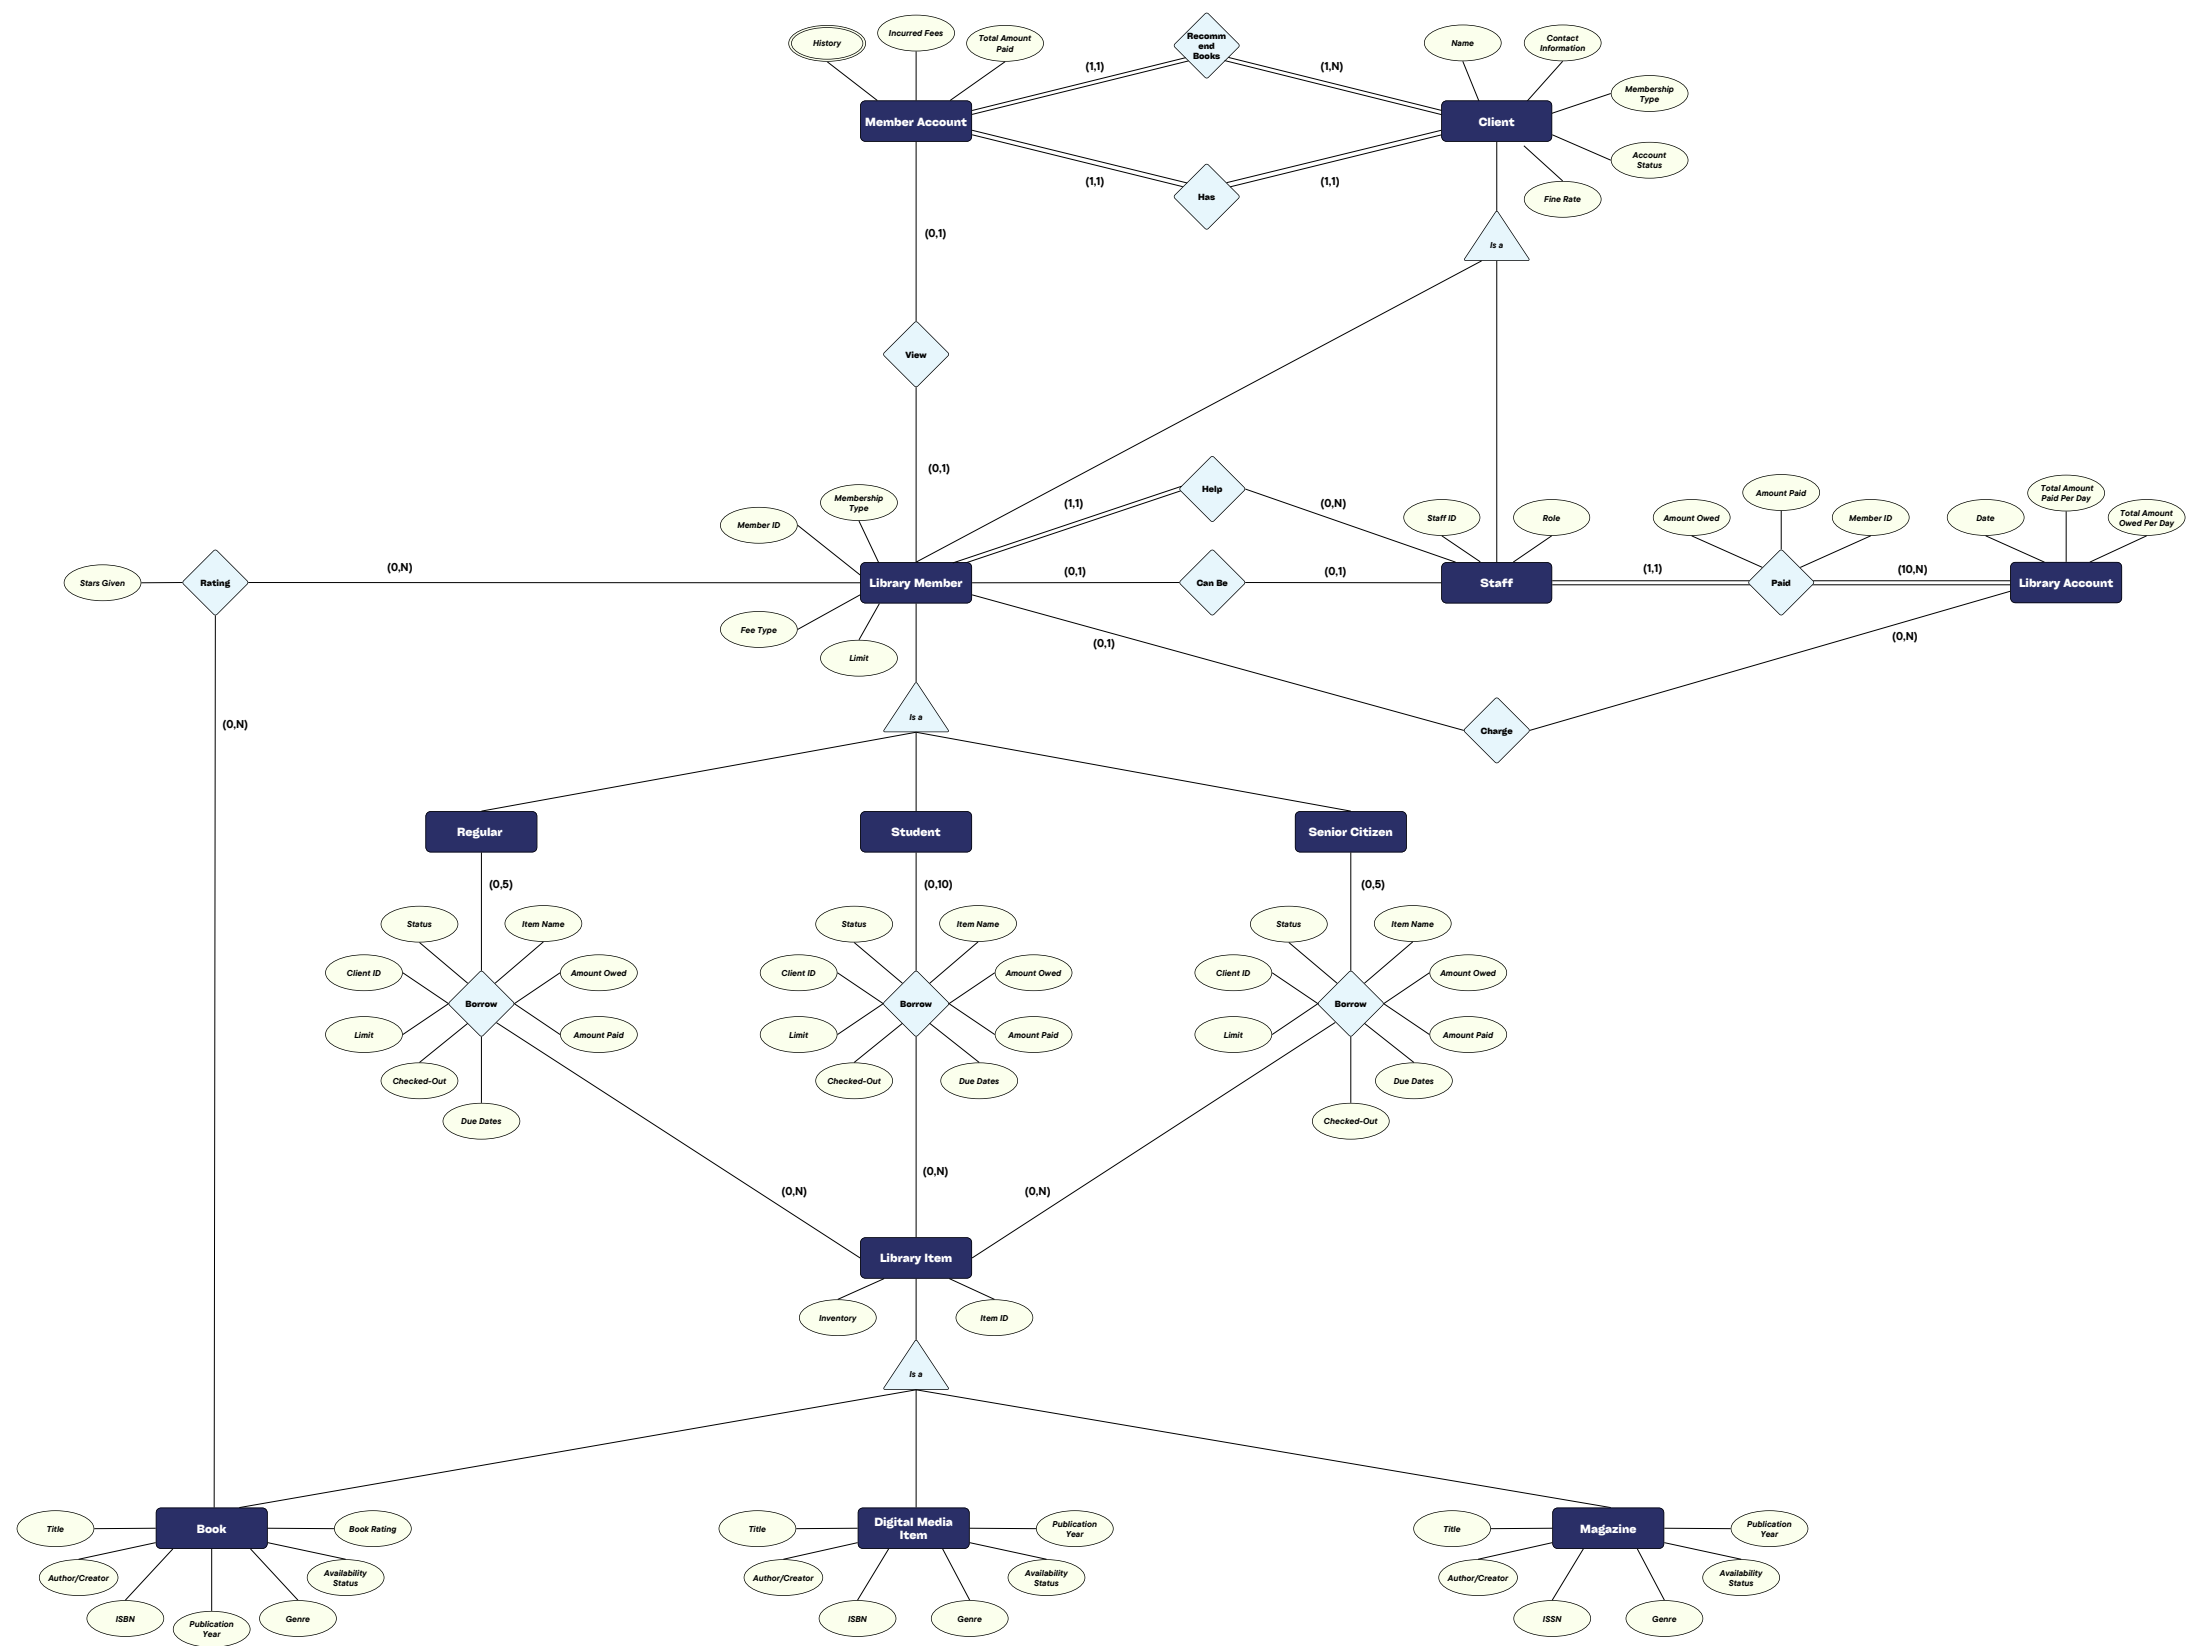 History
Incurred Fees
Total Amount
Paid
Recomm
end
Books
Name
Contact
Information
Membership
Type
(1,1)
(1,N)
Member Account
Client
Account
Status
(1,1)
(1,1)
Has
Fine Rate
(0,1)
Is a
View
(0,1)
Help
Membership
Type
Member ID
(1,1)
(0,N)
Staff ID
Role
Amount Owed
Amount Paid
Member ID
Date
Total Amount
Paid Per Day
Total Amount
Owed Per Day
Stars Given
Rating
(0,N)
Library Member
(0,1)
Can Be
(0,1)
Staff
(1,1)
Paid
(10,N)
Library Account
Fee Type
Limit
(0,1)
(0,N)
(0,N)
Is a
Charge
Regular
Student
Senior Citizen
(0,5)
(0,10)
(0,5)
Status
Item Name
Status
Item Name
Status
Item Name
Client ID
Amount Owed
Client ID
Amount Owed
Client ID
Amount Owed
Borrow
Borrow
Borrow
Limit
Amount Paid
Limit
Amount Paid
Limit
Amount Paid
Checked-Out
Checked-Out
Due Dates
Due Dates
Due Dates
Checked-Out
(0,N)
(0,N)
(0,N)
Library Item
Inventory
Item ID
Is a
Title
Book
Book Rating
Title
Digital Media
Item
Publication
Year
Title
Magazine
Publication
Year
Author/Creator
Availability
Status
Author/Creator
Availability
Status
Author/Creator
Availability
Status
ISBN
Publication
Year
Genre
ISBN
Genre
ISSN
Genre